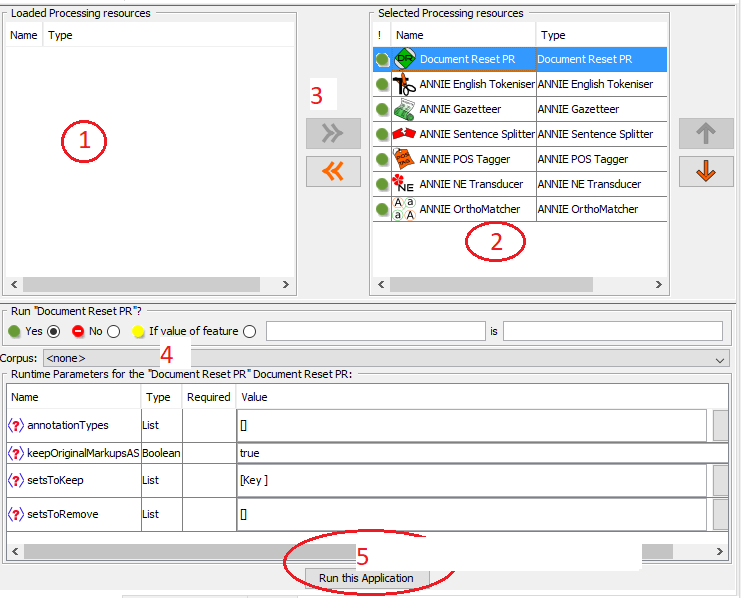 Loaded Processing resources
Name Type
1
3
Selected Processing resources
! Name Type
Document Reset PR Document Reset PR
ANNIE English Tokeniser ANNIE English Tokeniser
ANNIE Gazetteer ANNIE Gazetteer
ANNIE Sentence Splitter ANNIE Sentence Splitter
ANNIE POS Tagger ANNIE POS Tagger
NE ANNIE NE Transducer ANNIE NE Transducer
A a a A ANNIE OrthoMatcher ANNIE OrthoMatcher
2
Run "Document Reset PR"?
Yes No If value of feature is
Corpus: <none> 4
Runtime Parameters for the "Document Reset PR" Document Reset PR:
Name Type Required Value
<?> annotationTypes List []
<?> keepOriginalMarkupsAS Boolean true
<?> setsToKeep List [Key ]
<?> setsToRemove List []
5
Run this Application